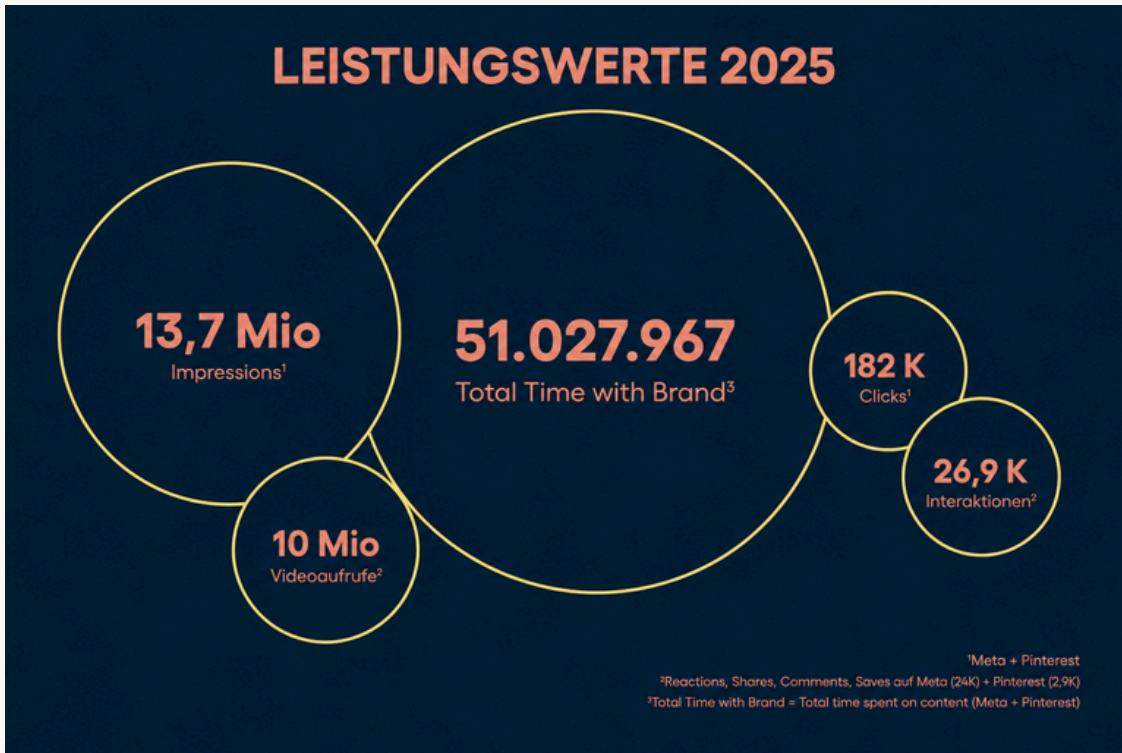 LEISTUNGSWERTE 2025
13,7 Mio
Impressions¹
51.027.967
Total Time with Brand³
182 K
Clicks¹
26,9 K
Interaktionen²
10 Mio
Videoaufrufe²
¹Meta + Pinterest
²Reactions, Shares, Comments, Saves auf Meta (24K) + Pinterest (2,9K)
³Total Time with Brand = Total time spent on content (Meta + Pinterest)